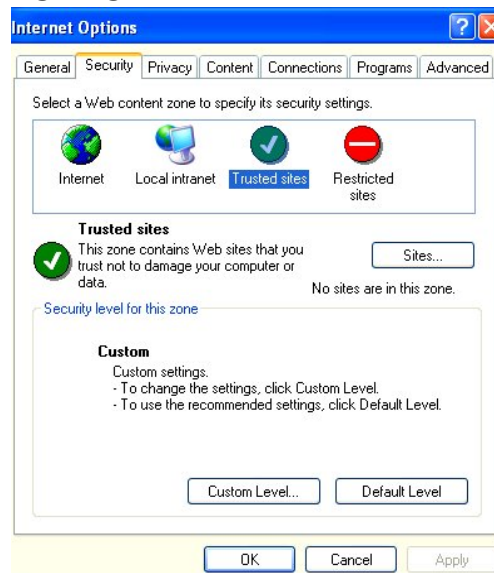 Internet Options
General Security Privacy Content Connections Programs Advanced
Select a Web content zone to specify its security settings.
Internet Local intranet Trusted sites Restricted sites
Trusted sites
This zone contains Web sites that you
trust not to damage your computer or
data.
Sites...
No sites are in this zone.
Security level for this zone
Custom
Custom settings.
- To change the settings, click Custom Level.
- To use the recommended settings, click Default Level.
Custom Level... Default Level
OK Cancel Apply